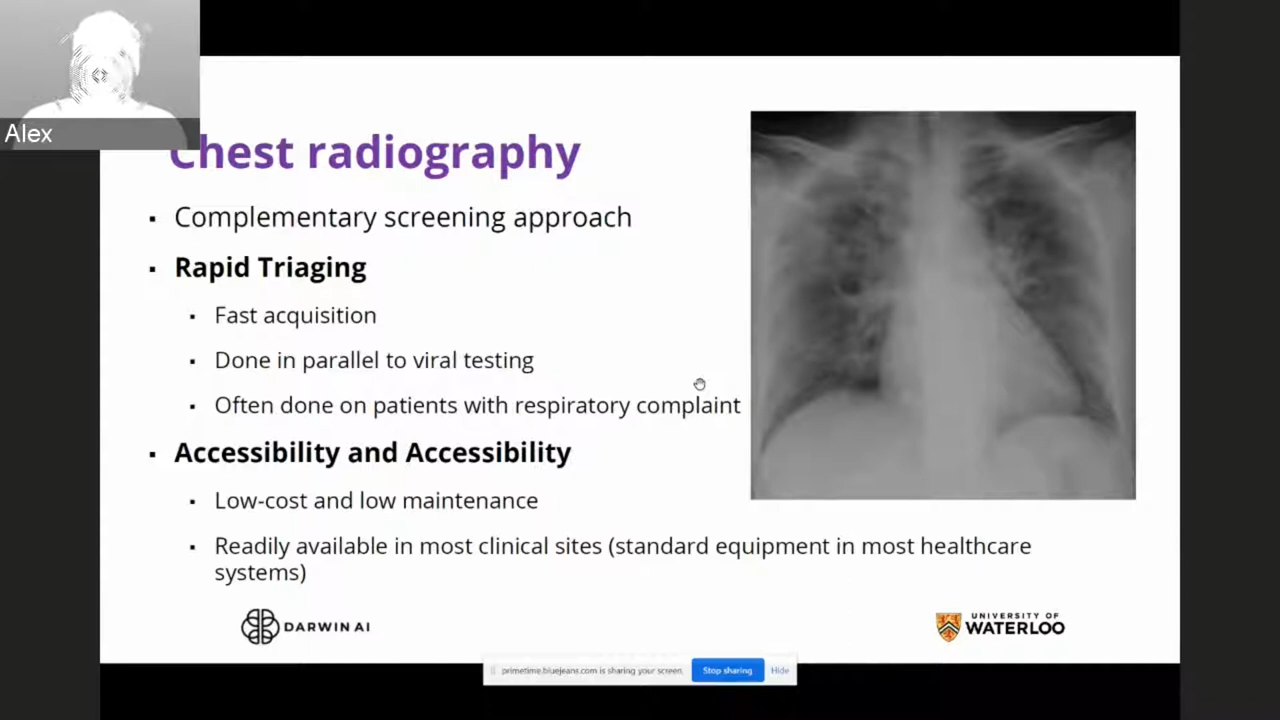 Alex
Chest radiography
Complementary screening approach
Rapid Triaging
Fast acquisition
Done in parallel to viral testing
Often done on patients with respiratory complaint
Accessibility and Accessibility
Low-cost and low maintenance
Readily available in most clinical sites (standard equipment in most healthcare
systems)
DARWIN AI
UNIVERSITY OF
WATERLOO
primetime.bluejeans.com is sharing your screen. Stop sharing Hide